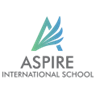 ASPIRE
INTERNATIONAL SCHOOL